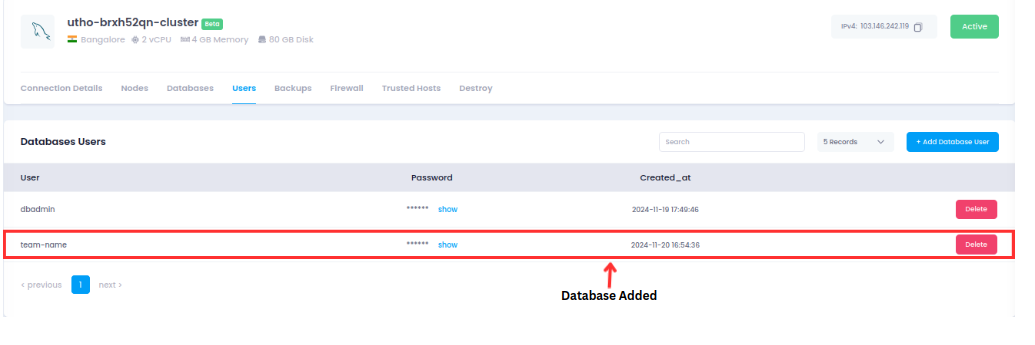 utho-brxh52qn-cluster Beta
Bangalore 2 vCPU 4 GB Memory 80 GB Disk
IPv4: 103.146.242.119
Active
Connection Details Nodes Databases Users Backups Firewall Trusted Hosts Destroy
Databases Users
Search
5 Records
+ Add Database User
User Password Created_at
dbadmin ****** show 2024-11-19 17:49:46 Delete
team-name ****** show 2024-11-20 16:54:36 Delete
< previous 1 next >
Database Added